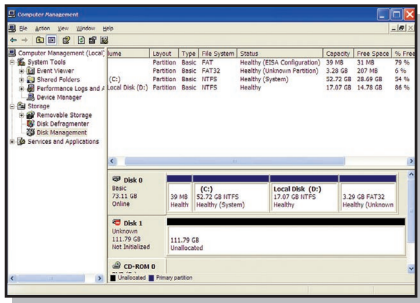 Computer Management
File Action View Window Help
Computer Management (Local)
System Tools
Event Viewer
Shared Folders
Performance Logs and A
Device Manager
Storage
Removable Storage
Disk Defragmenter
Disk Management
Services and Applications
lume Layout Type File System Status Capacity Free Space % Free
Partition Basic FAT Healthy (EISA Configuration) 39 MB 31 MB 79 %
Partition Basic FAT32 Healthy (Unknown Partition) 3.28 GB 207 MB 6 %
(C:) Partition Basic NTFS Healthy (System) 52.72 GB 28.69 GB 54 %
Local Disk (D:) Partition Basic NTFS Healthy 17.07 GB 14.78 GB 86 %
Disk 0
Basic
73.11 GB
Online
39 MB
Health
(C:)
52.72 GB NTFS
Healthy (System)
Local Disk (D:)
17.07 GB NTFS
Healthy
3.29 GB FAT32
Healthy (Unknown
Disk 1
Unknown
111.79 GB
Not Initialized
111.79 GB
Unallocated
CD-ROM 0
Unallocated Primary partition